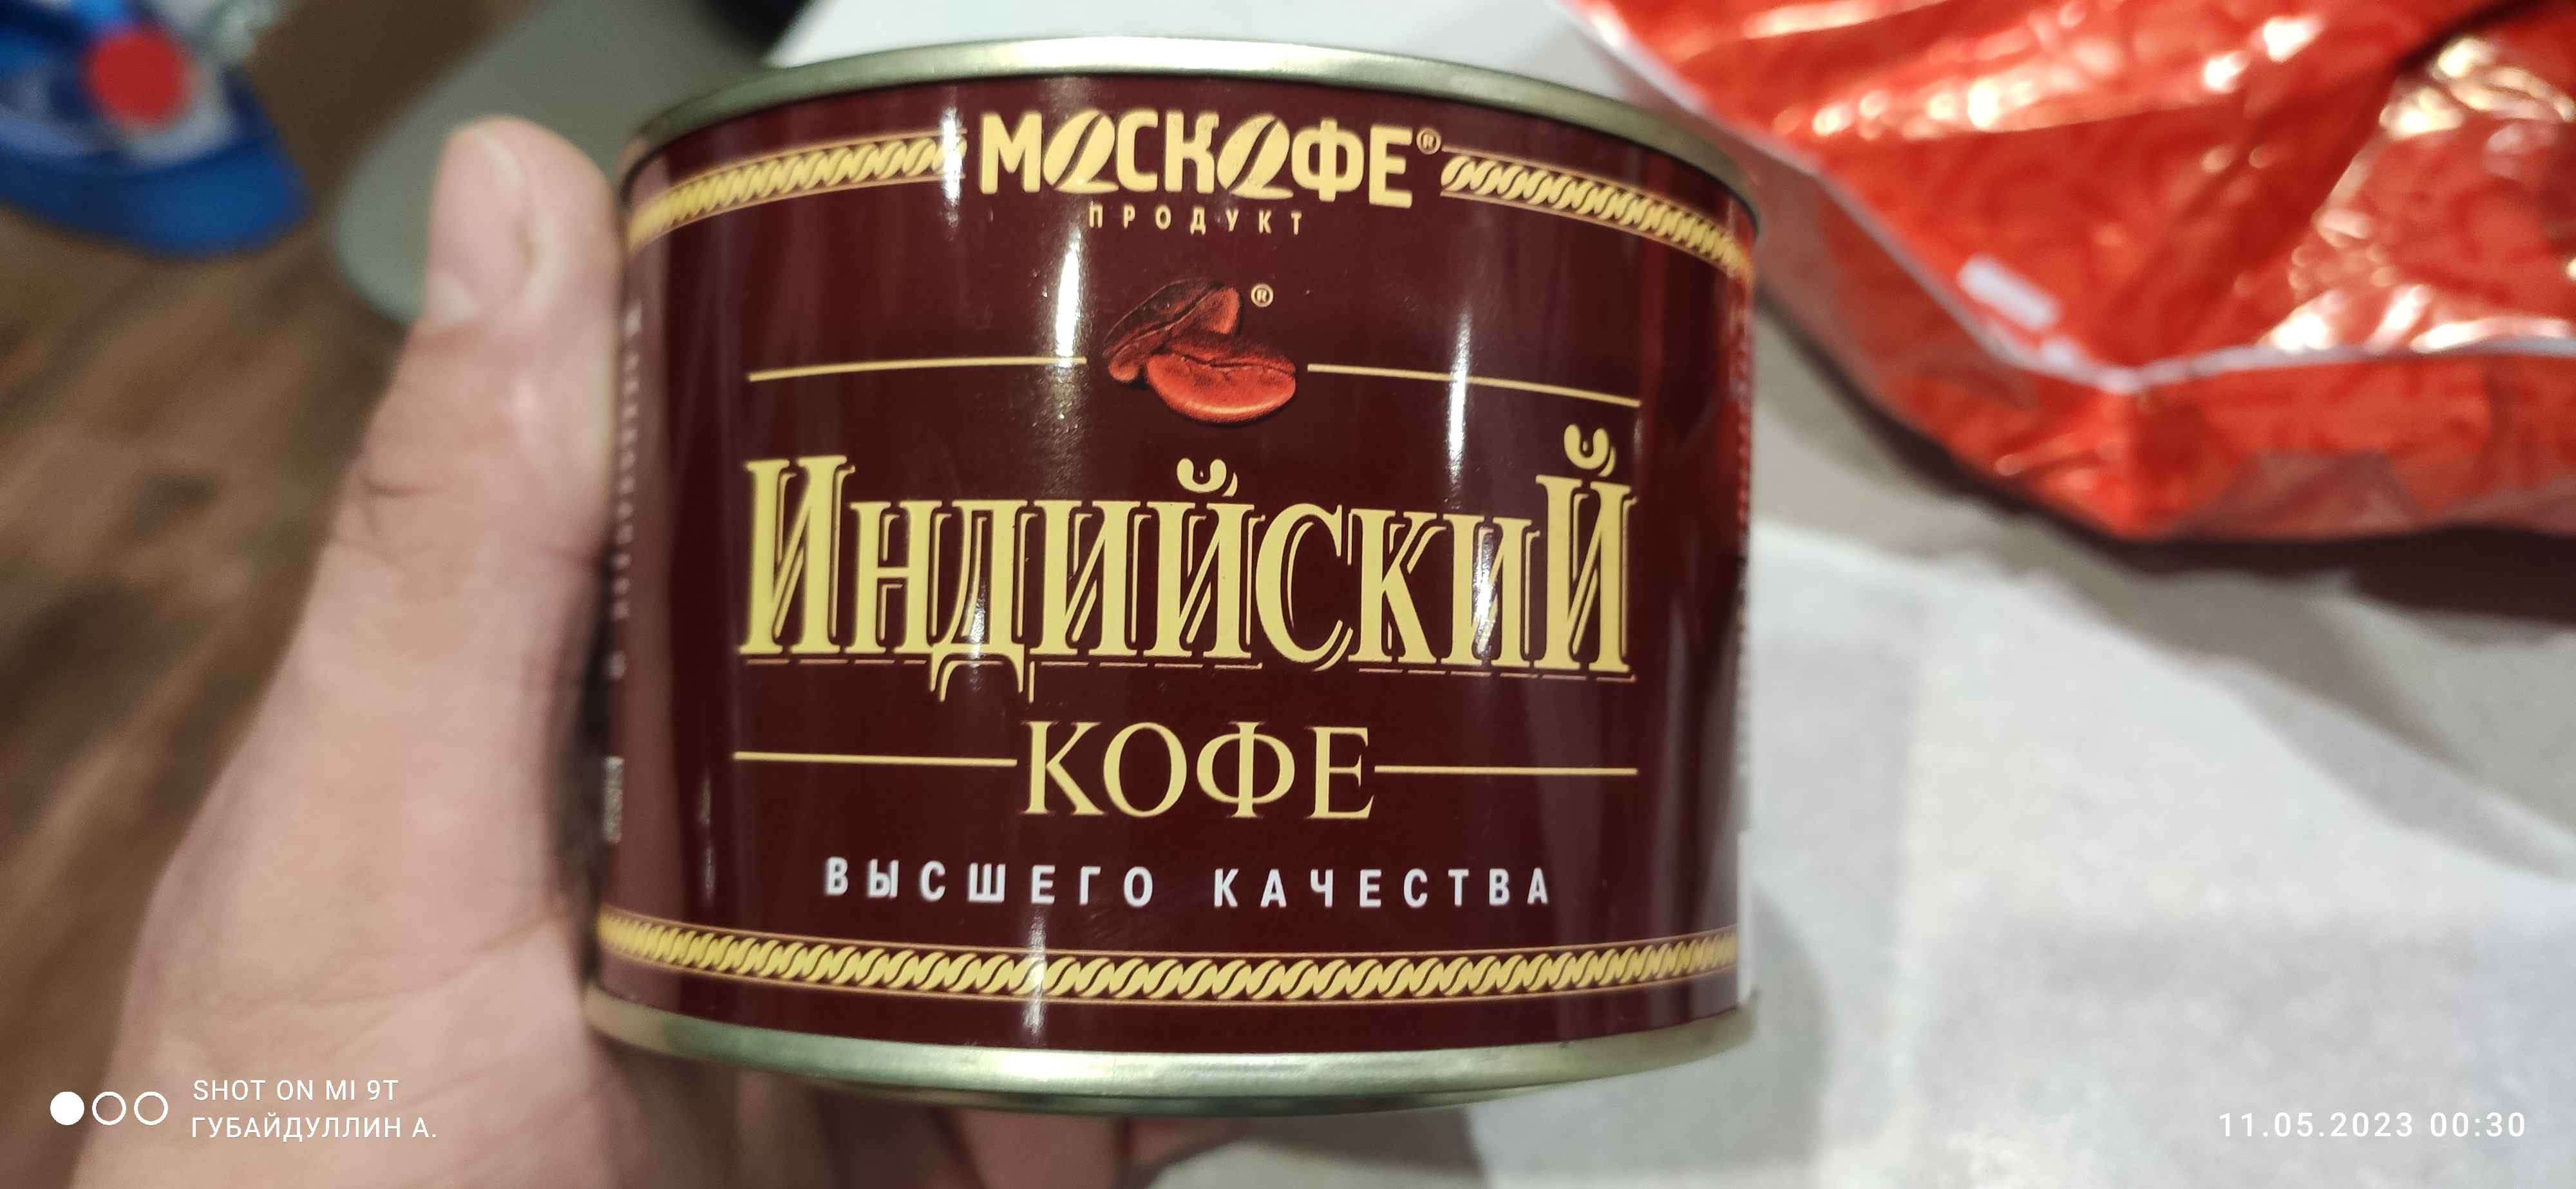 МОСКОФЕ®
ПРОДУКТ
®
Индийский
КОФЕ
ВЫСШЕГО КАЧЕСТВА
SHOT ON MI 9T
ГУБАЙДУЛЛИН А.
11.05.2023 00:30